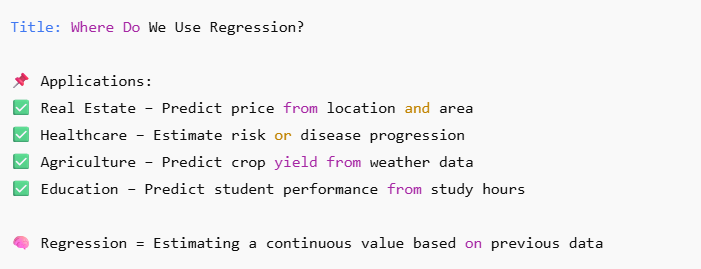 Title: Where Do We Use Regression?
📌 Applications:
✅ Real Estate – Predict price from location and area
✅ Healthcare – Estimate risk or disease progression
✅ Agriculture – Predict crop yield from weather data
✅ Education – Predict student performance from study hours
🧠 Regression = Estimating a continuous value based on previous data